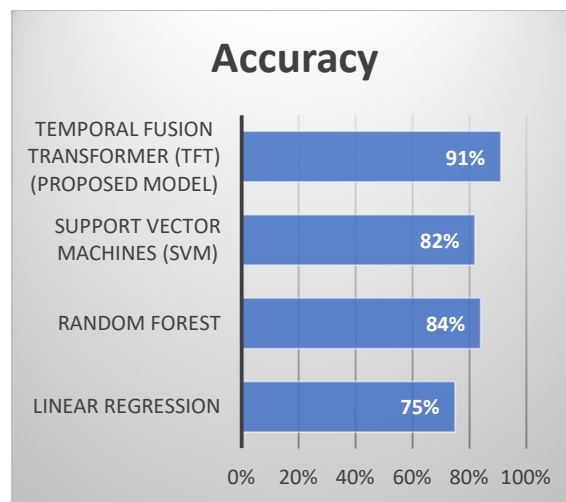 Accuracy
TEMPORAL FUSION
TRANSFORMER (TFT)
(PROPOSED MODEL)
91%
SUPPORT VECTOR
MACHINES (SVM)
82%
RANDOM FOREST
84%
LINEAR REGRESSION
75%
0% 20% 40% 60% 80% 100%